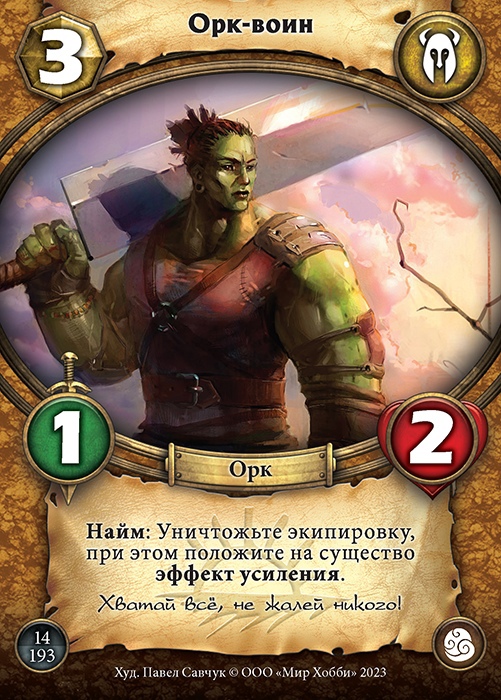 3
Орк-воин
1
2
Орк
Найм: Уничтожьте экипировку,
при этом положите на существо
эффект усиления.
Хватай всё, не жалей никого!
14
193
Худ. Павел Савчук © ООО «Мир Хобби» 2023